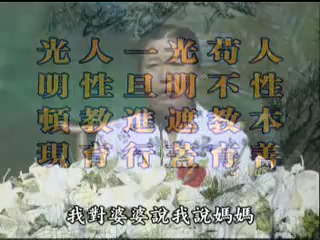 人性本善
苟不教育
光明遮蓋
一旦進行
人性教育
光明頓現
我對婆婆說我說媽媽